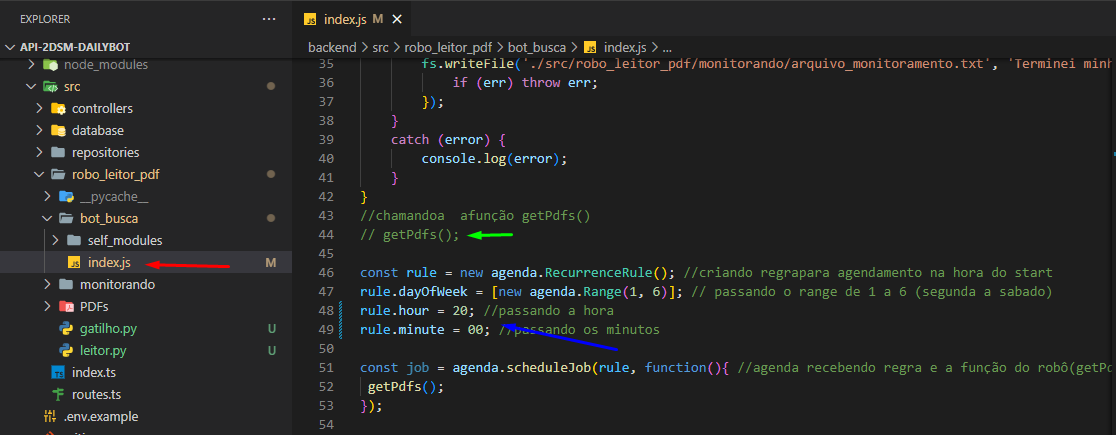 EXPLORER
···
API-2DSM-DAILYBOT
node_modules
src
controllers
database
repositories
robo_leitor_pdf
__pycache__
bot_busca
self_modules
index.js M
monitorando
PDFs
gatilho.py U
leitor.py U
index.ts
routes.ts
.env.example
index.js M
backend > src > robo_leitor_pdf > bot_busca > index.js > ...
35 fs.writeFile('./src/robo_leitor_pdf/monitorando/arquivo_monitoramento.txt', 'Terminei minh
36 if (err) throw err;
37 });
38 }
39 catch (error) {
40 console.log(error);
41 }
42 }
43 //chamandoa  afunção getPdfs()
44 // getPdfs();
45
46 const rule = new agenda.RecurrenceRule(); //criando regrapara agendamento na hora do start
47 rule.dayOfWeek = [new agenda.Range(1, 6)]; // passando o range de 1 a 6 (segunda a sabado)
48 rule.hour = 20; //passando a hora
49 rule.minute = 00; //passando os minutos
50
51 const job = agenda.scheduleJob(rule, function(){ //agenda recebendo regra e a função do robô(getPd
52 getPdfs();
53 });
54